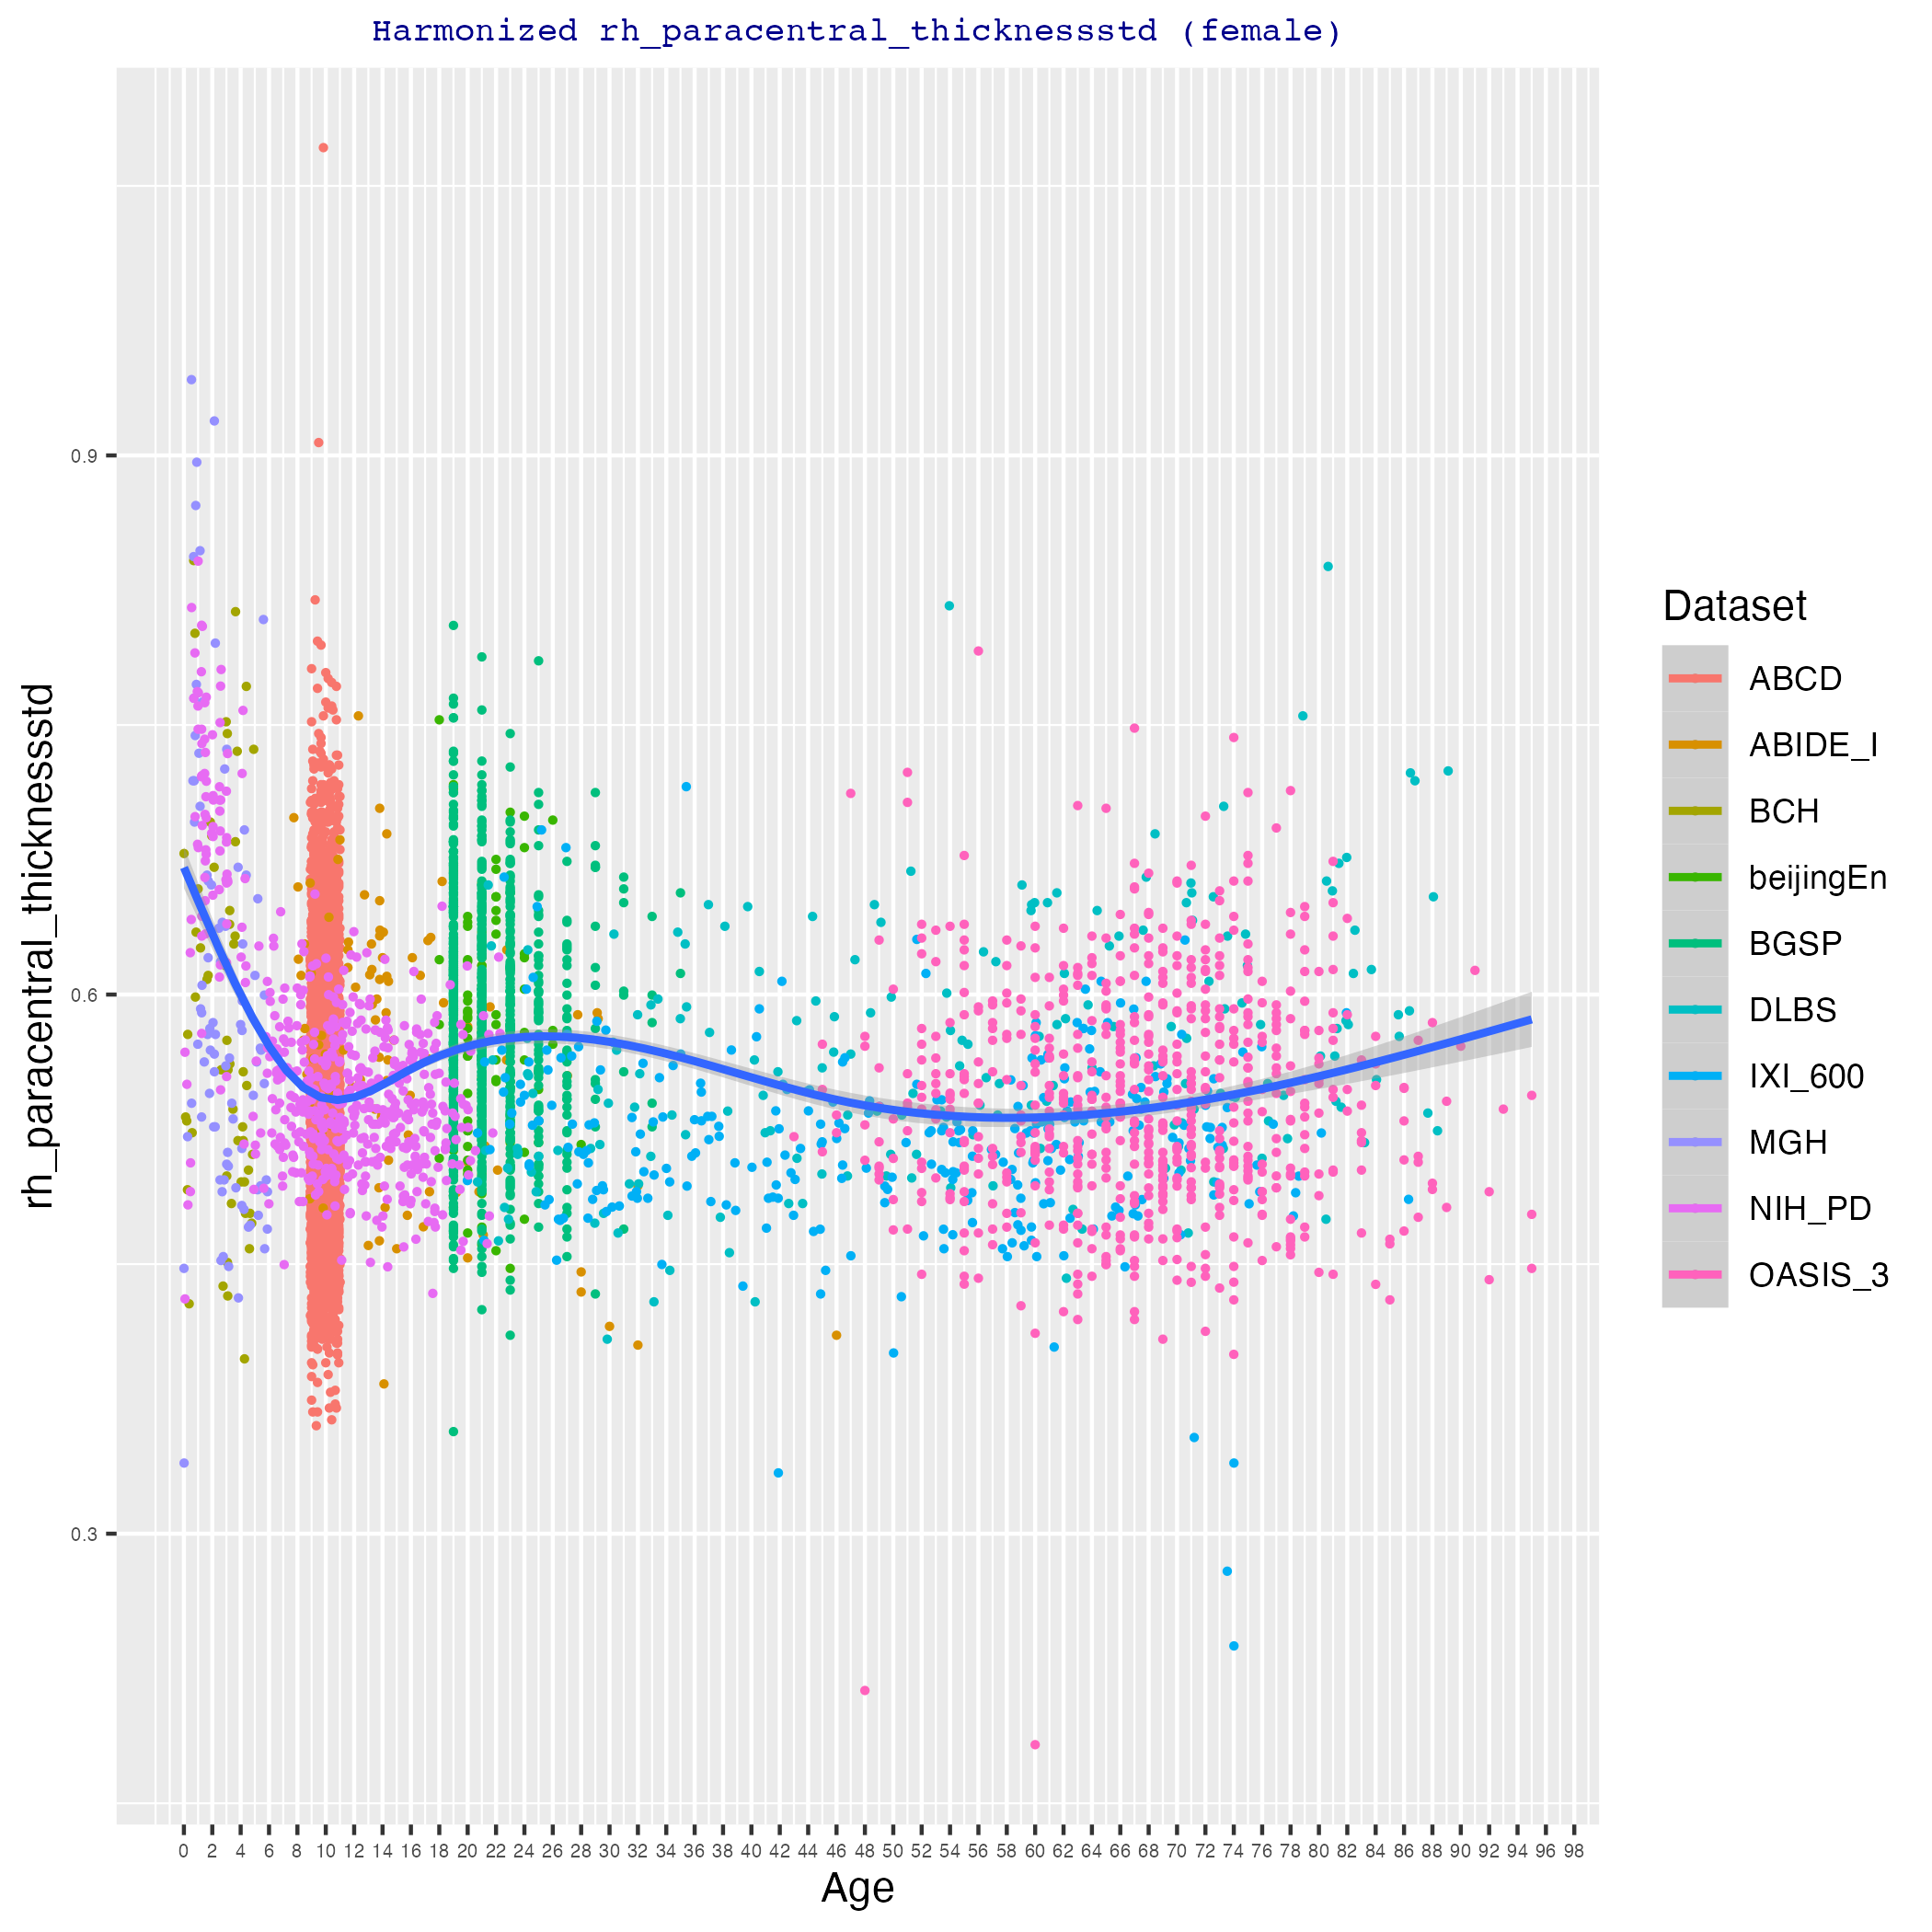 Harmonized rh_paracentral_thicknessstd (female)
rh_paracentral_thicknessstd
0.9
0.6
0.3
0 2 4 6 8 10 12 14 16 18 20 22 24 26 28 30 32 34 36 38 40 42 44 46 48 50 52 54 56 58 60 62 64 66 68 70 72 74 76 78 80 82 84 86 88 90 92 94 96 98
Age
Dataset
ABCD
ABIDE_I
BCH
beijingEn
BGSP
DLBS
IXI_600
MGH
NIH_PD
OASIS_3